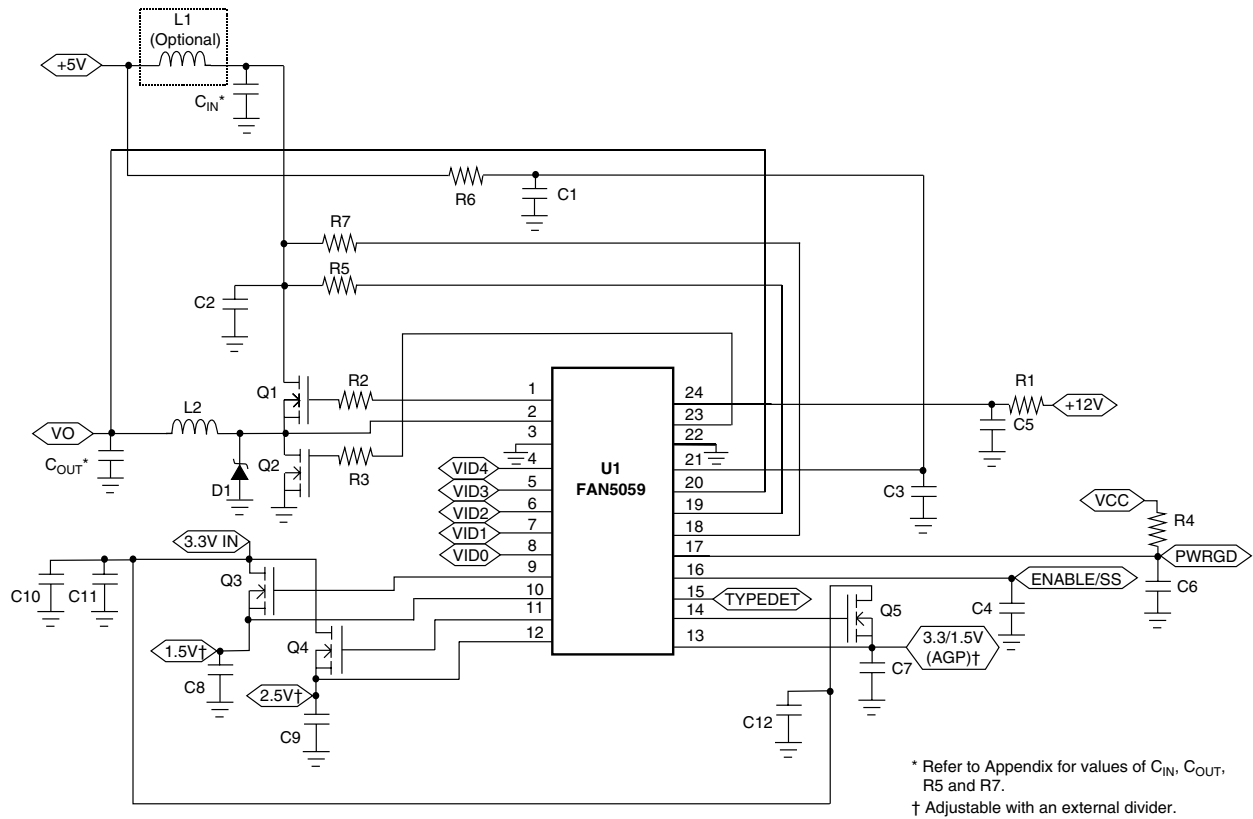 L1
(Optional)
+5V
CIN*
R6
C1
R7
R5
C2
Q1
R2
L2
VO
COUT*
D1
Q2
R3
1
2
3
4
5
6
7
8
9
10
11
12
U1
FAN5059
24
23
22
21
20
19
18
17
16
15
14
13
VID4
VID3
VID2
VID1
VID0
R1
+12V
C5
C3
VCC
R4
PWRGD
C6
ENABLE/SS
C4
TYPEDET
Q5
3.3/1.5V
(AGP)†
C7
C12
3.3V IN
C10
C11
Q3
1.5V†
C8
Q4
2.5V†
C9
* Refer to Appendix for values of CIN, COUT,
R5 and R7.
† Adjustable with an external divider.